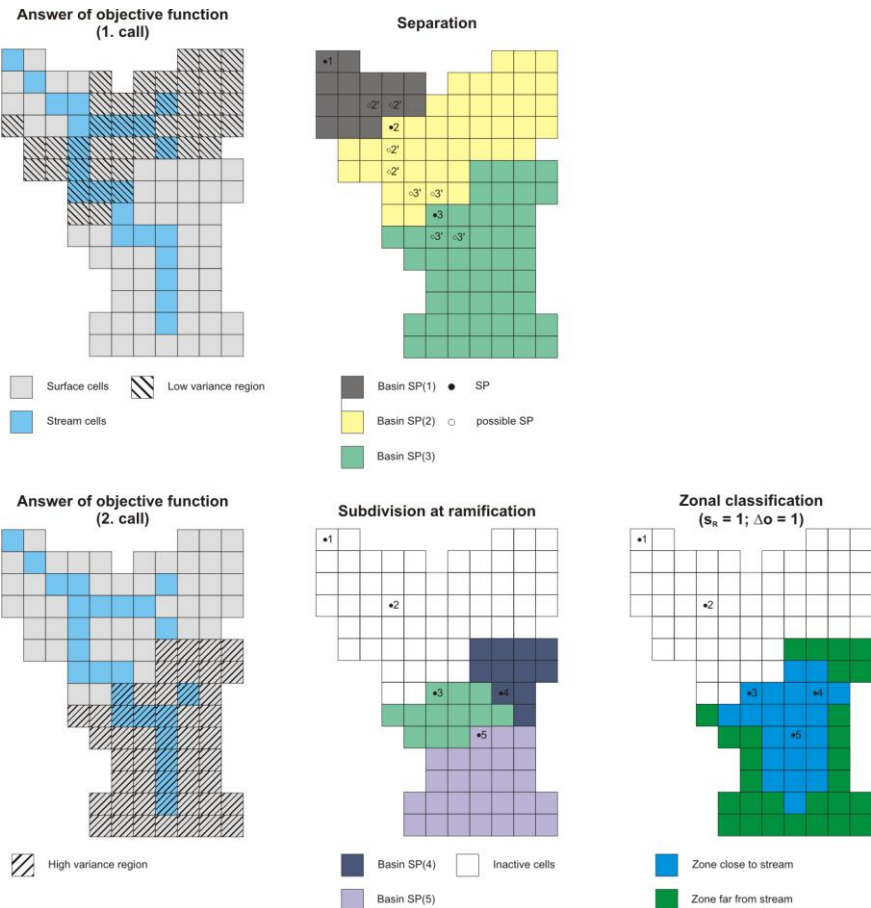 Answer of objective function
(1. call)
Separation
•1
○2' ○2'
•2
○2'
○2'
○3' ○3'
•3
○3' ○3'
Surface cells
Low variance region
Stream cells
Basin SP(1)
• SP
Basin SP(2)
○ possible SP
Basin SP(3)
Answer of objective function
(2. call)
Subdivision at ramification
Zonal classification
(sR = 1; Δo = 1)
•1
•2
•3
•4
•5
•1
•2
•3
•4
•5
High variance region
Basin SP(4)
Inactive cells
Basin SP(5)
Zone close to stream
Zone far from stream